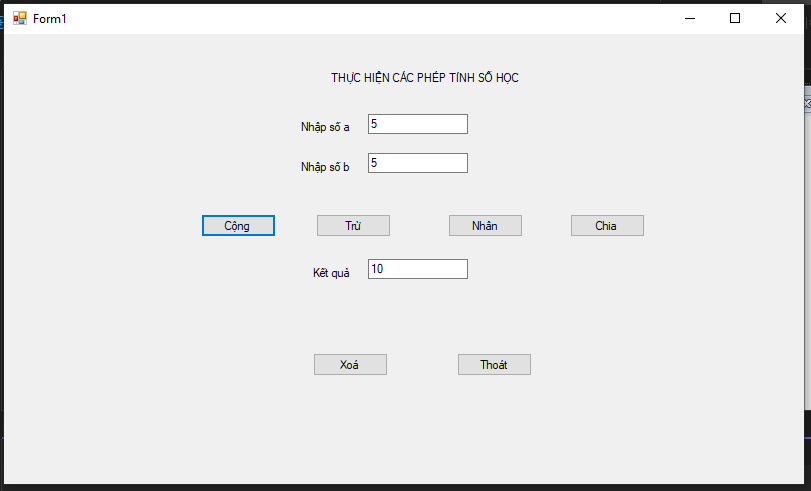 Form1
THỰC HIỆN CÁC PHÉP TÍNH SỐ HỌC
Nhập số a 5
Nhập số b 5
Cộng Trừ Nhân Chia
Kết quả 10
Xoá Thoát